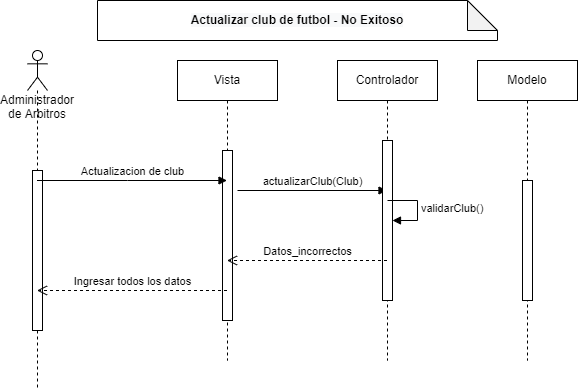 Actualizar club de futbol - No Exitoso
Administrador
de Arbitros
Vista
Controlador
Modelo
Actualizacion de club
actualizarClub(Club)
validarClub()
Datos_incorrectos
Ingresar todos los datos